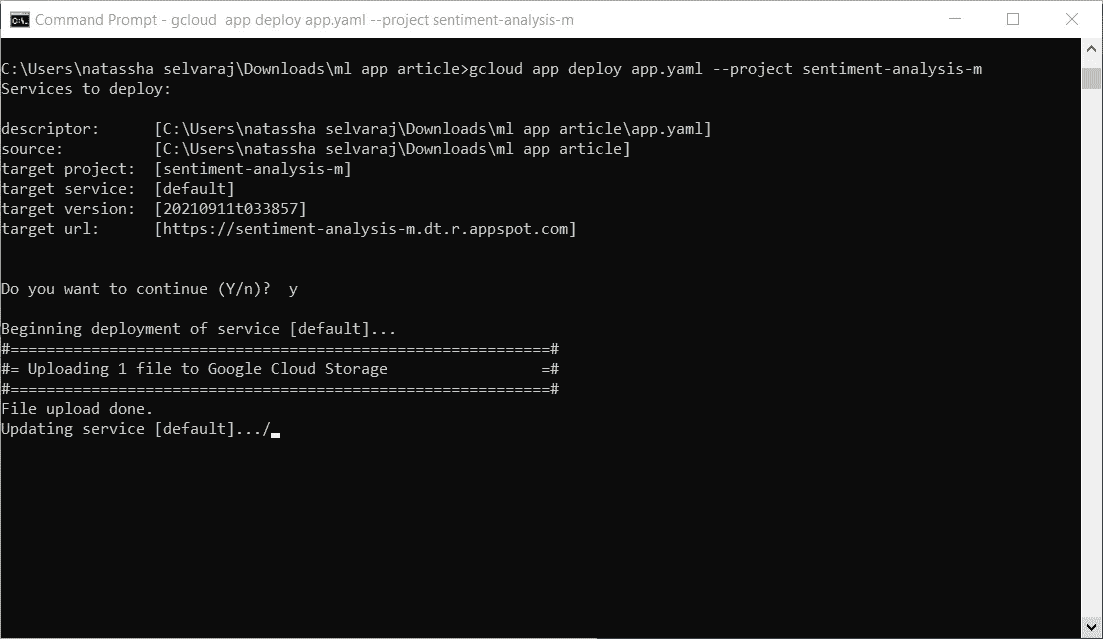 Command Prompt - gcloud  app deploy app.yaml --project sentiment-analysis-m
C:\Users\natassha selvaraj\Downloads\ml app article>gcloud app deploy app.yaml --project sentiment-analysis-m
Services to deploy:
descriptor:      [C:\Users\natassha selvaraj\Downloads\ml app article\app.yaml]
source:          [C:\Users\natassha selvaraj\Downloads\ml app article]
target project:  [sentiment-analysis-m]
target service:  [default]
target version:  [20210911t033857]
target url:      [https://sentiment-analysis-m.dt.r.appspot.com]
Do you want to continue (Y/n)?  y
Beginning deployment of service [default]...
#============================================================#
#= Uploading 1 file to Google Cloud Storage                 =#
#============================================================#
File upload done.
Updating service [default].../